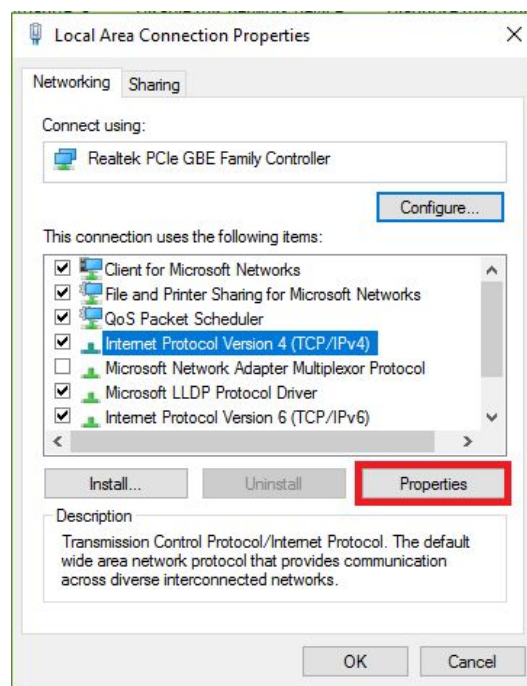 Local Area Connection Properties
Networking
Sharing
Connect using:
Realtek PCIe GBE Family Controller
Configure...
This connection uses the following items:
Client for Microsoft Networks
File and Printer Sharing for Microsoft Networks
QoS Packet Scheduler
Internet Protocol Version 4 (TCP/IPv4)
Microsoft Network Adapter Multiplexor Protocol
Microsoft LLDP Protocol Driver
Internet Protocol Version 6 (TCP/IPv6)
Install...
Uninstall
Properties
Description
Transmission Control Protocol/Internet Protocol. The default
wide area network protocol that provides communication
across diverse interconnected networks.
OK
Cancel